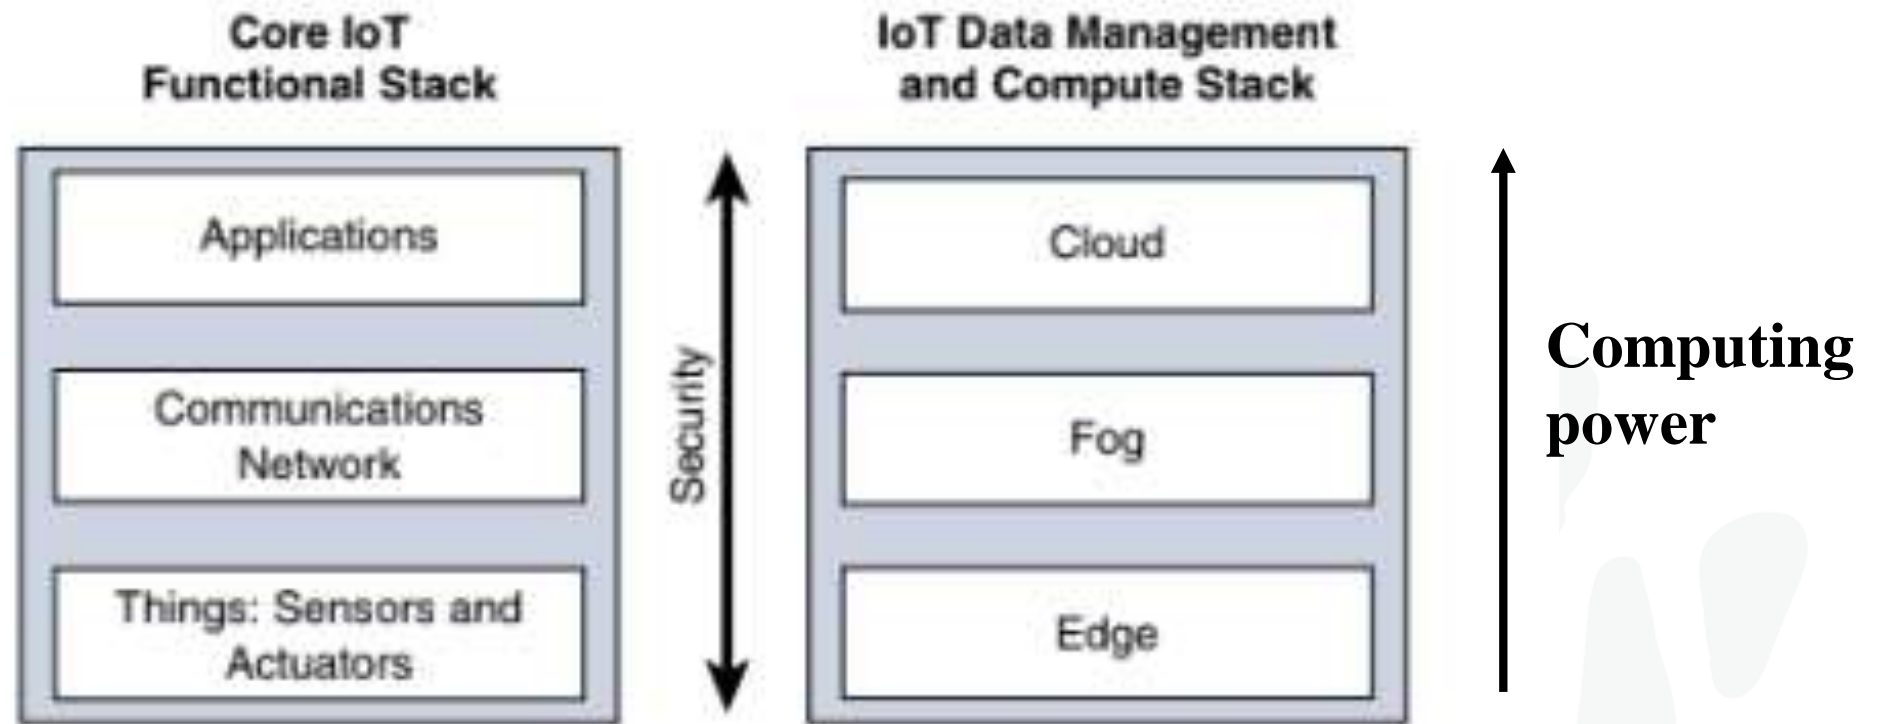 Core IoT
Functional Stack
Applications
Communications
Network
Things: Sensors and
Actuators
Security
IoT Data Management
and Compute Stack
Cloud
Fog
Edge
Computing
power